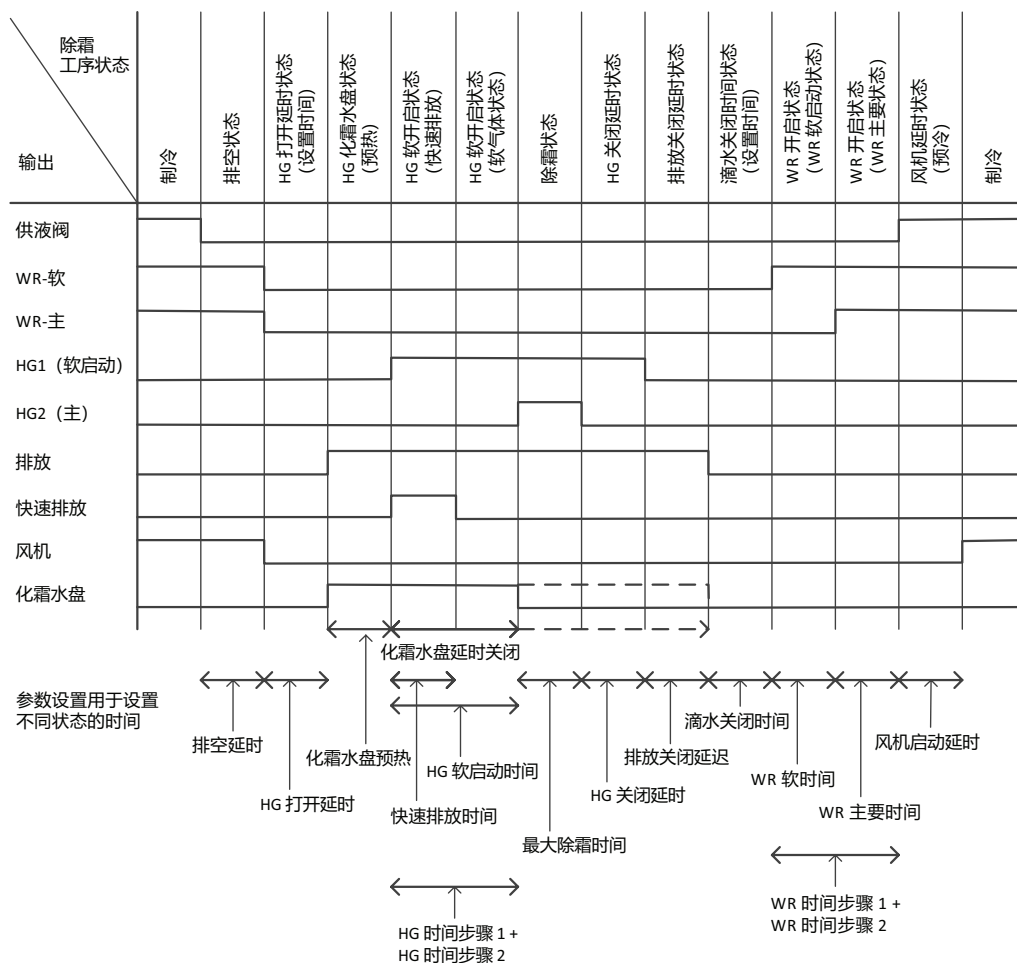 除霜
工序状态
输出
制冷
排空状态
HG 打开延时状态
(设置时间)
HG 化霜水盘状态
(预热)
HG 软开启状态
(快速排放)
HG 软开启状态
(软气体状态)
除霜状态
HG 关闭延时状态
排放关闭延时状态
滴水关闭时间状态
(设置时间)
WR 开启状态
(WR 软启动状态)
WR 开启状态
(WR 主要状态)
风机延时状态
(预冷)
制冷
供液阀
WR-软
WR-主
HG1（软启动）
HG2（主）
排放
快速排放
风机
化霜水盘
化霜水盘延时关闭
参数设置用于设置
不同状态的时间
排空延时
HG 打开延时
化霜水盘预热
HG 软启动时间
快速排放时间
最大除霜时间
HG 关闭延时
排放关闭延迟
滴水关闭时间
WR 软时间
WR 主要时间
风机启动延时
HG 时间步骤 1 +
HG 时间步骤 2
WR 时间步骤 1 +
WR 时间步骤 2